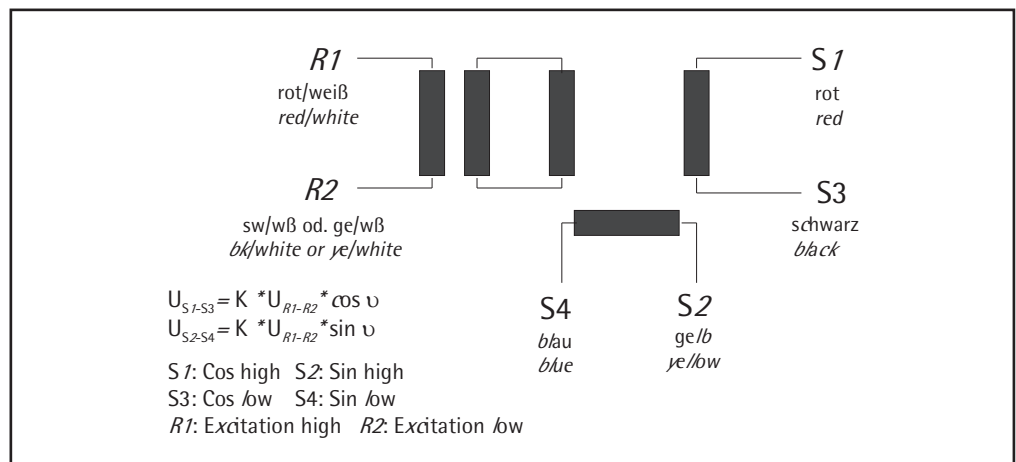 R1
rot/weiß
red/white
R2
sw/wß od. ge/wß
bk/white or ye/white
S1
rot
red
S3
schwarz
black
S4
blau
blue
S2
gelb
yellow
U S1-S3 = K * U R1-R2 * cos υ
U S2-S4 = K * U R1-R2 * sin υ
S1: Cos high S2: Sin high
S3: Cos low S4: Sin low
R1: Excitation high R2: Excitation low